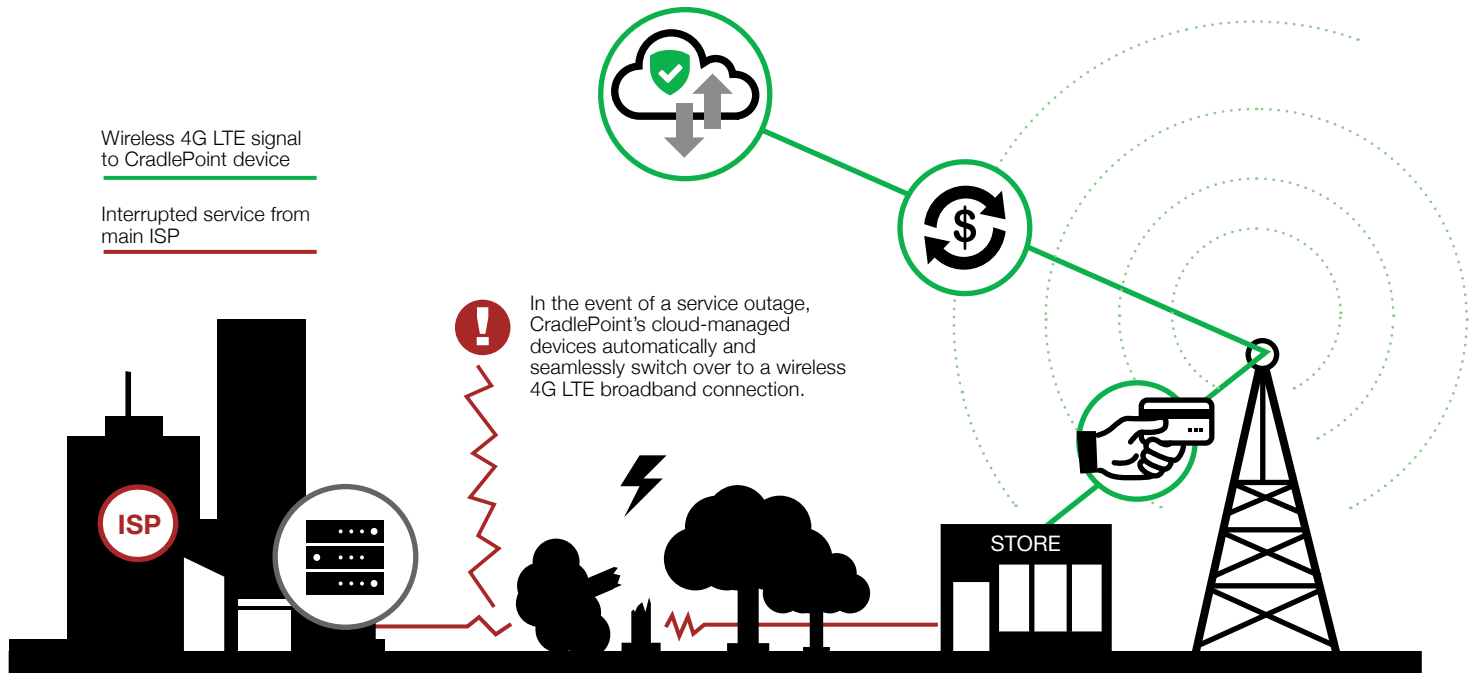 Wireless 4G LTE signal
to CradlePoint device
Interrupted service from
main ISP
In the event of a service outage,
CradlePoint’s cloud-managed
devices automatically and
seamlessly switch over to a wireless
4G LTE broadband connection.
$
ISP
STORE